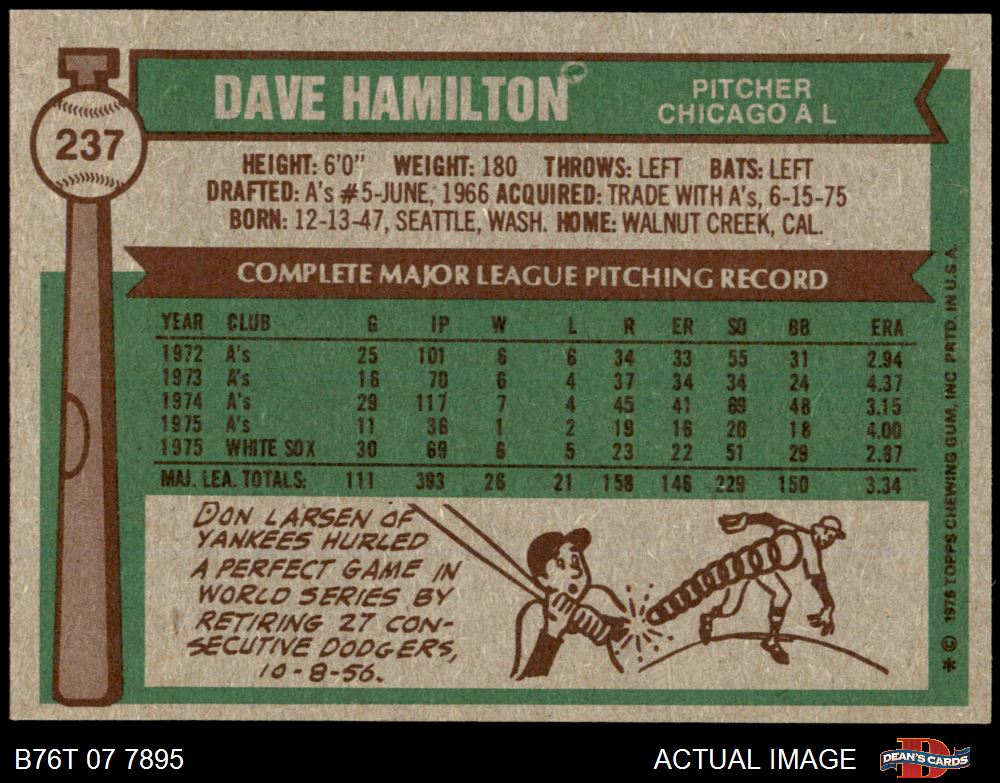 237
DAVE HAMILTON
PITCHER
CHICAGO A L
HEIGHT: 6'0" WEIGHT: 180 THROWS: LEFT BATS: LEFT
DRAFTED: A's #5-JUNE, 1966 ACQUIRED: TRADE WITH A's, 6-15-75
BORN: 12-13-47, SEATTLE, WASH. HOME: WALNUT CREEK, CAL.
COMPLETE MAJOR LEAGUE PITCHING RECORD
YEAR CLUB G IP W L R ER SO BB ERA
1972 A's 25 101 6 6 34 33 55 31 2.94
1973 A's 16 70 6 4 37 34 34 24 4.37
1974 A's 29 117 7 4 45 41 69 48 3.15
1975 A's 11 36 1 2 19 16 20 18 4.00
1975 WHITE SOX 30 69 6 5 23 22 51 29 2.87
MAJ. LEA. TOTALS: 111 393 26 21 158 146 229 150 3.34
DON LARSEN OF
YANKEES HURLED
A PERFECT GAME IN
WORLD SERIES BY
RETIRING 27 CON-
SECUTIVE DODGERS,
10-8-56.
* © 1976 TOPPS CHEWING GUM, INC PRTD. IN U.S.A.
B76T 07 7895
ACTUAL IMAGE
DEAN'S CARDS